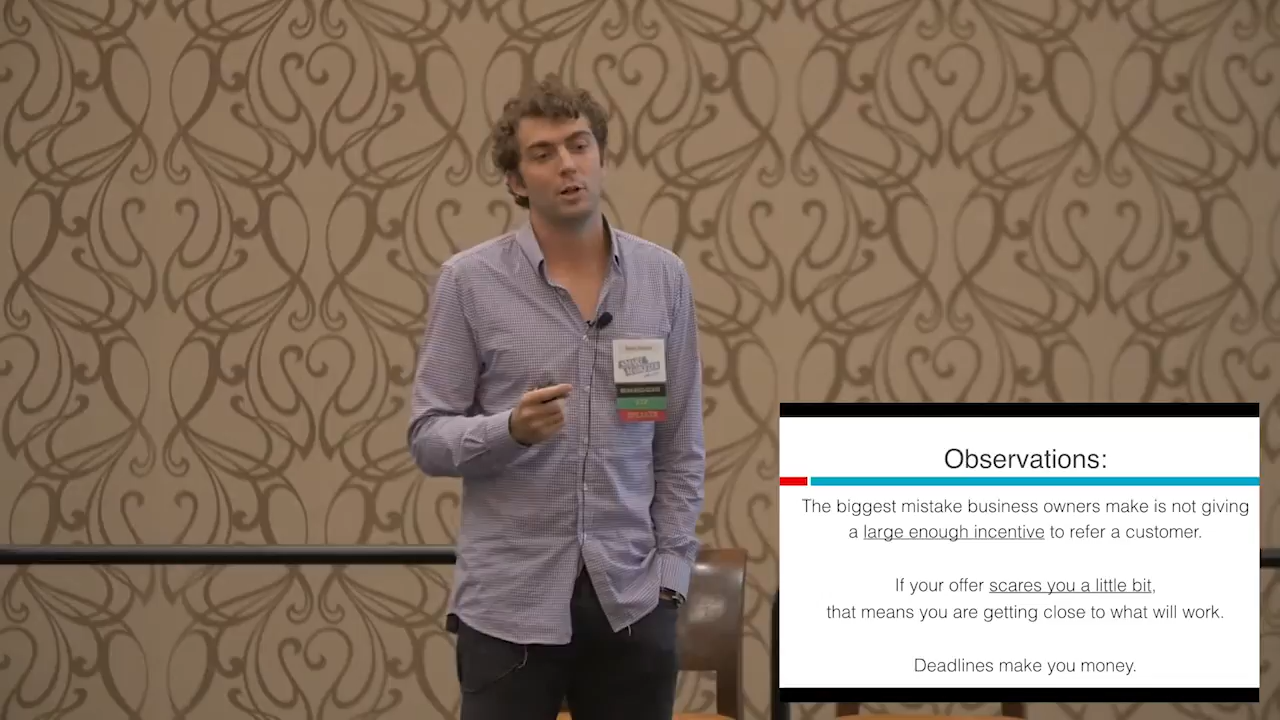 Observations:
The biggest mistake business owners make is not giving
a large enough incentive to refer a customer.
If your offer scares you a little bit,
that means you are getting close to what will work.
Deadlines make you money.
SPEAKER